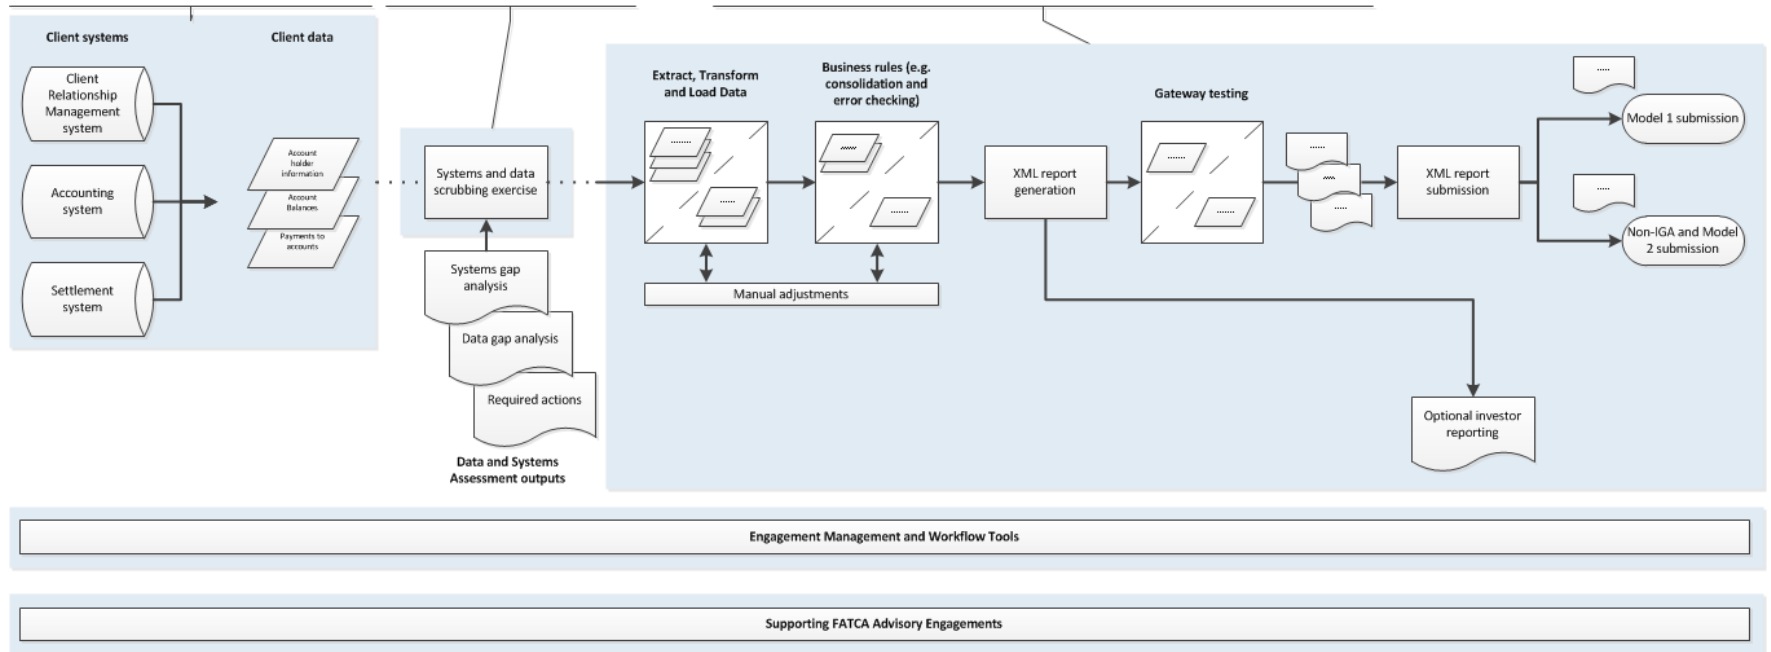 Client systems
Client data
Client
Relationship
Management
system
Accounting
system
Settlement
system
Account
holder
information
Account
Balances
Payments to
accounts
Systems and data
scrubbing exercise
Systems gap
analysis
Data gap analysis
Required actions
Data and Systems
Assessment outputs
Extract, Transform
and Load Data
Business rules (e.g.
consolidation and
error checking)
Manual adjustments
XML report
generation
Gateway testing
XML report
submission
Model 1 submission
Non-IGA and Model
2 submission
Optional investor
reporting
Engagement Management and Workflow Tools
Supporting FATCA Advisory Engagements